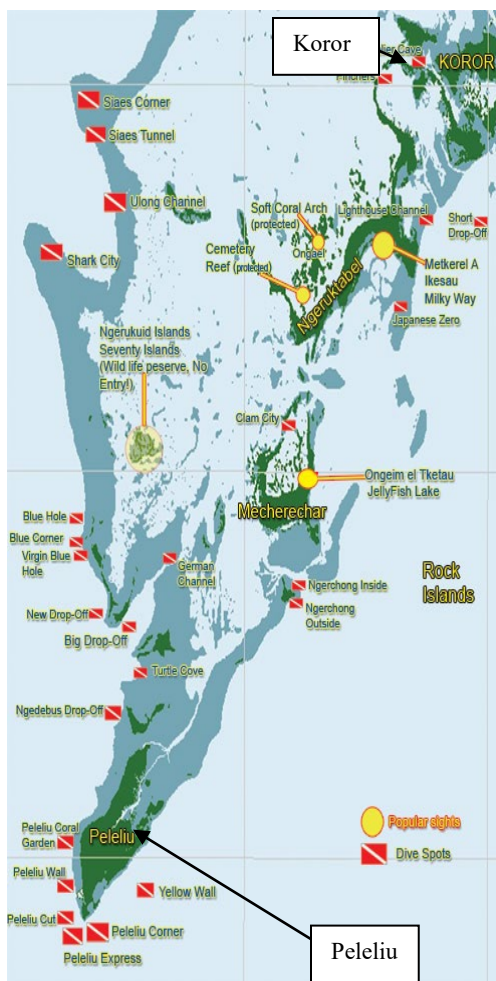 Koror
KOROR
Siaes Corner
Siaes Tunnel
Ulong Channel
Soft Coral Arch
(protected)
Ongael
Lighthouse Channel
Short
Drop-Off
Shark City
Cemetery
Reef (protected)
Ngeruktabel
Metkerel A
Ikesau
Milky Way
Japanese Zero
Ngerukuid Islands
Seventy Islands
(Wild life peserve, No
Entry!)
Clam City
Ongeim el Tketau
JellyFish Lake
Mecherechar
Blue Hole
Blue Corner
Virgin Blue
Hole
German
Channel
Rock
Islands
Ngerchong Inside
Ngerchong
Outside
New Drop-Off
Big Drop-Off
Turtle Cove
Ngedebus Drop-Off
Popular sights
Dive Spots
Peleliu Coral
Garden
Peleliu
Peleliu Wall
Yellow Wall
Peleliu Cut
Peleliu Corner
Peleliu Express
Peleliu